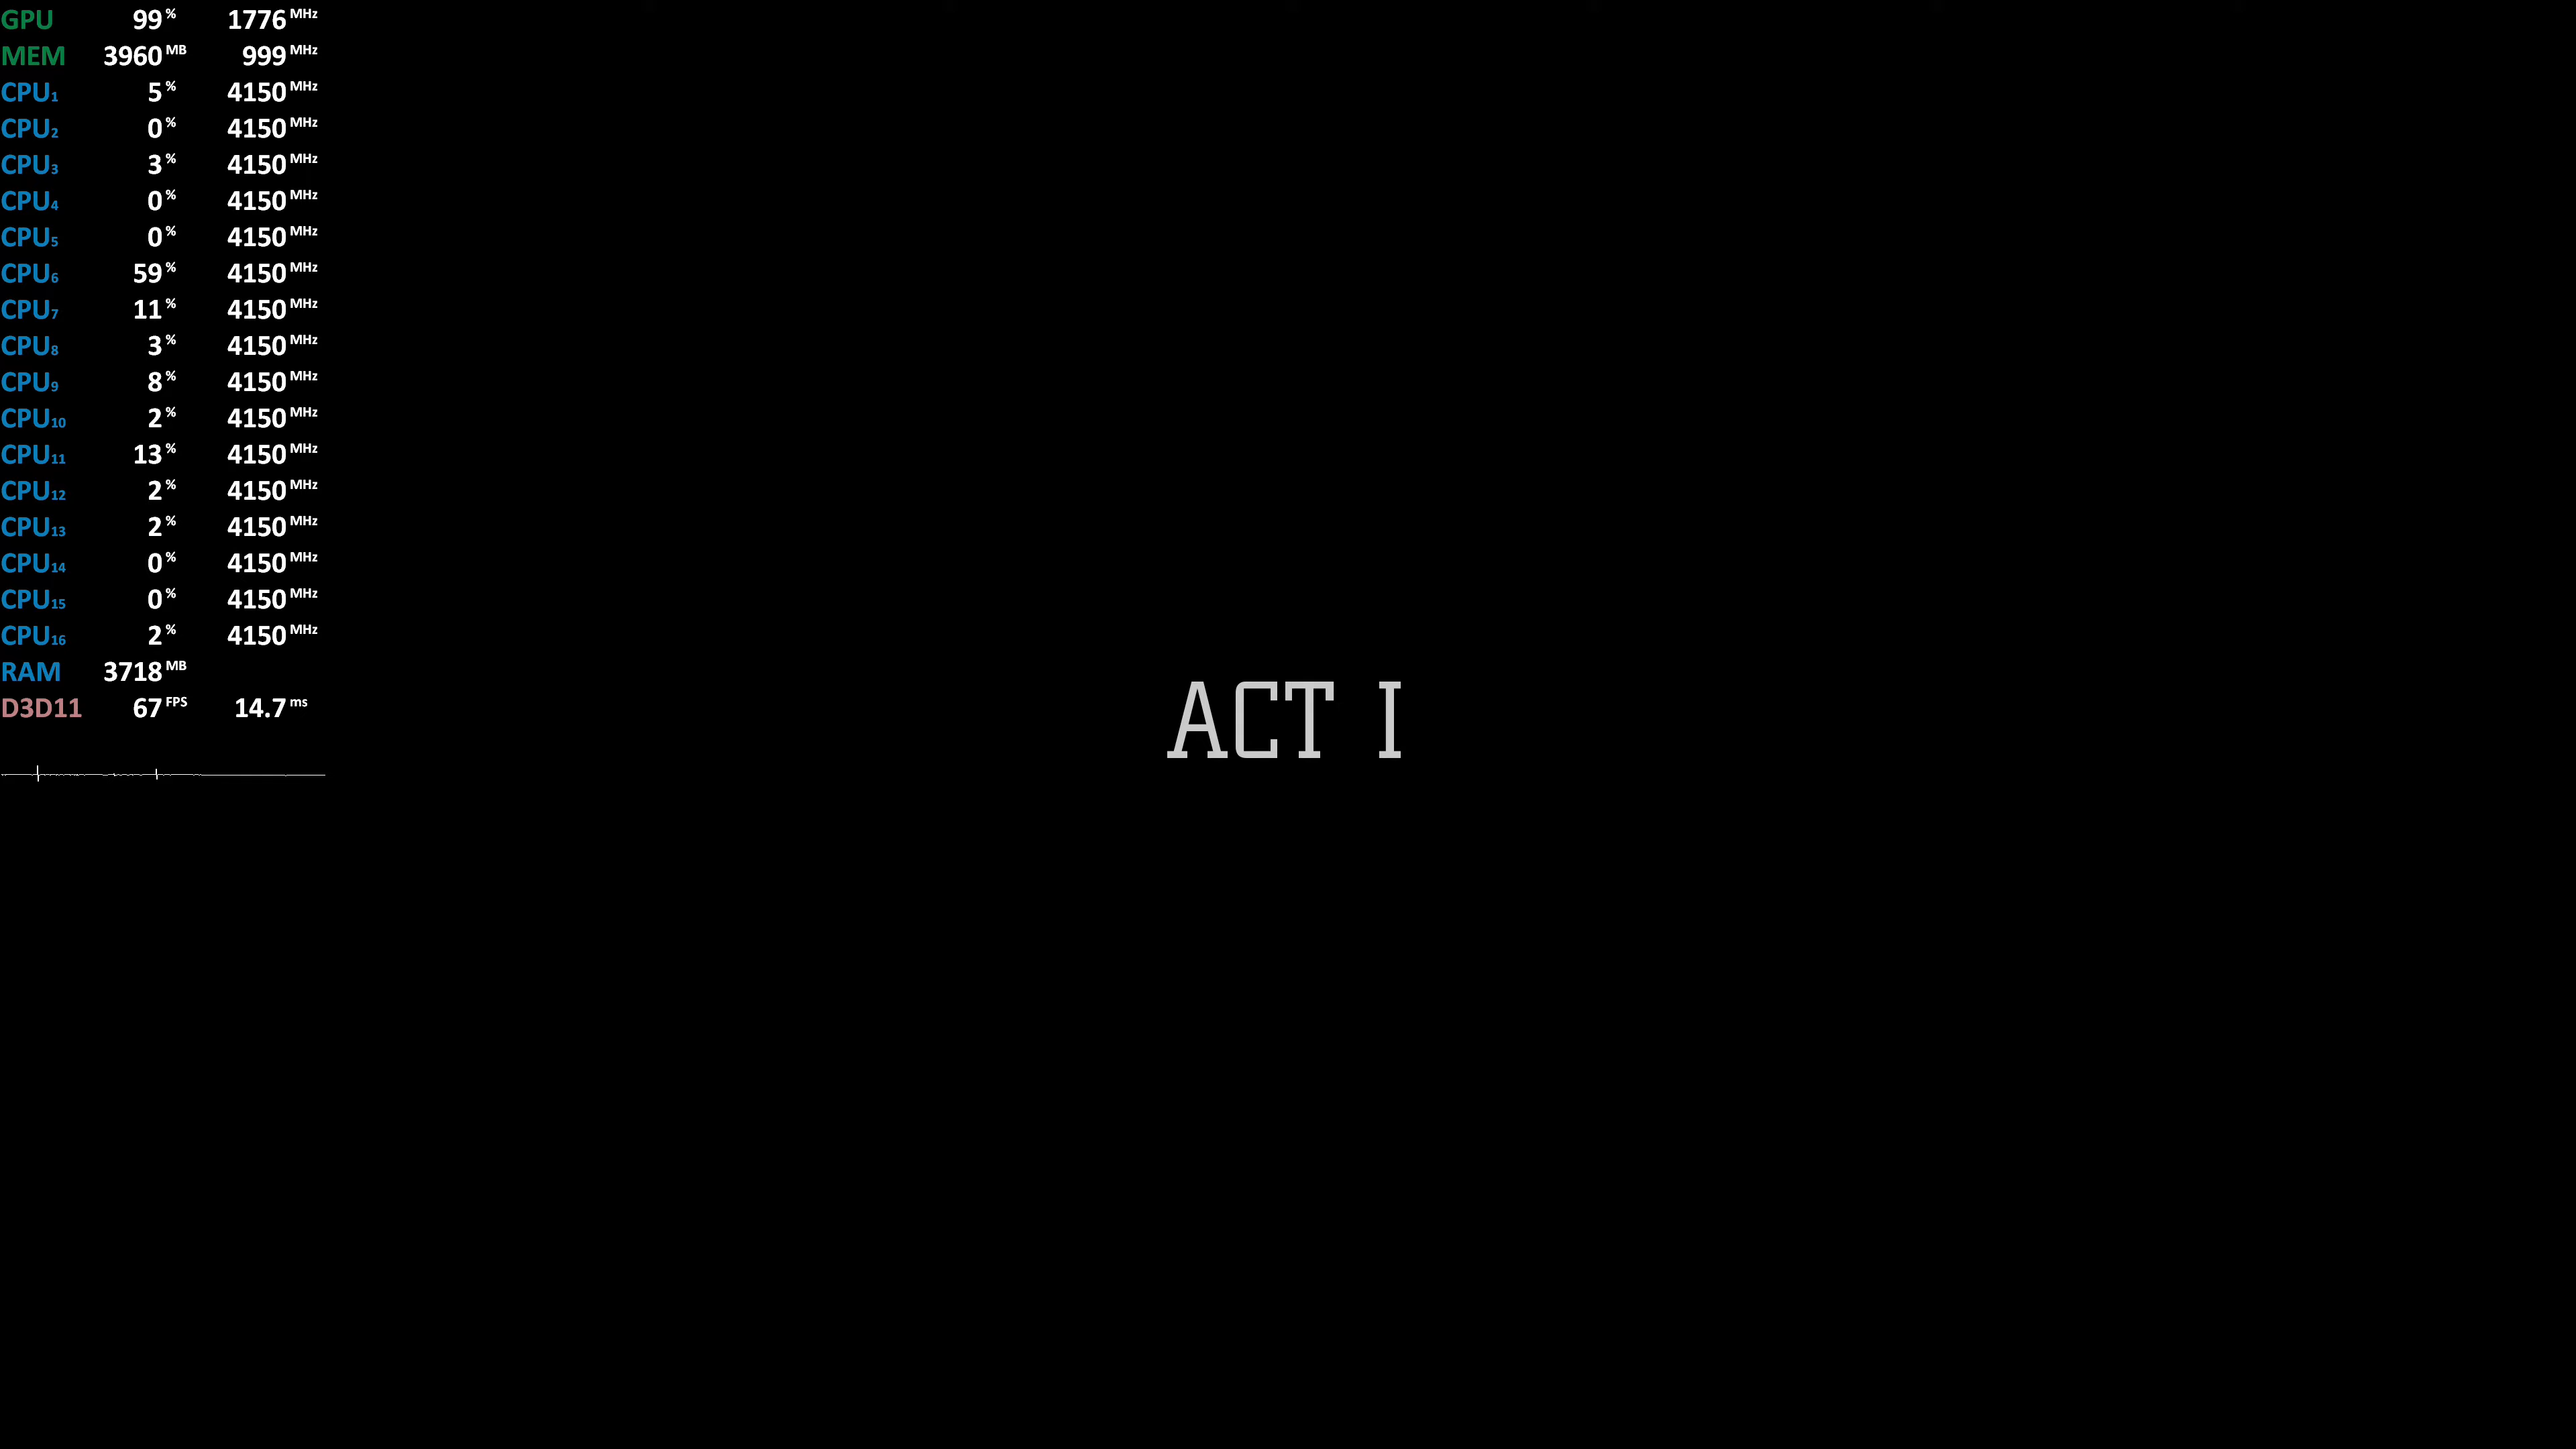 GPU 99 % 1776 MHz
MEM 3960 MB 999 MHz
CPU1 5 % 4150 MHz
CPU2 0 % 4150 MHz
CPU3 3 % 4150 MHz
CPU4 0 % 4150 MHz
CPU5 0 % 4150 MHz
CPU6 59 % 4150 MHz
CPU7 11 % 4150 MHz
CPU8 3 % 4150 MHz
CPU9 8 % 4150 MHz
CPU10 2 % 4150 MHz
CPU11 13 % 4150 MHz
CPU12 2 % 4150 MHz
CPU13 2 % 4150 MHz
CPU14 0 % 4150 MHz
CPU15 0 % 4150 MHz
CPU16 2 % 4150 MHz
RAM 3718 MB
D3D11 67 FPS 14.7 ms
ACT I